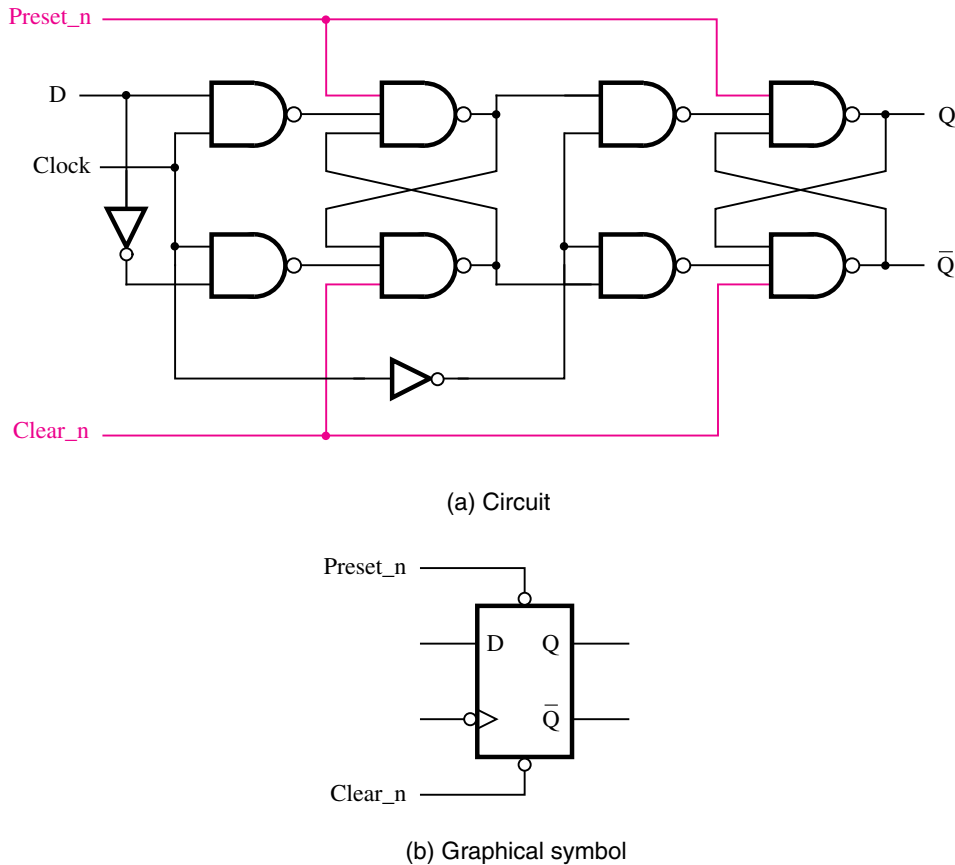 Preset_n
D
Q
Clock
Q̅
Clear_n
(a) Circuit
Preset_n
D Q
Q̅
Clear_n
(b) Graphical symbol